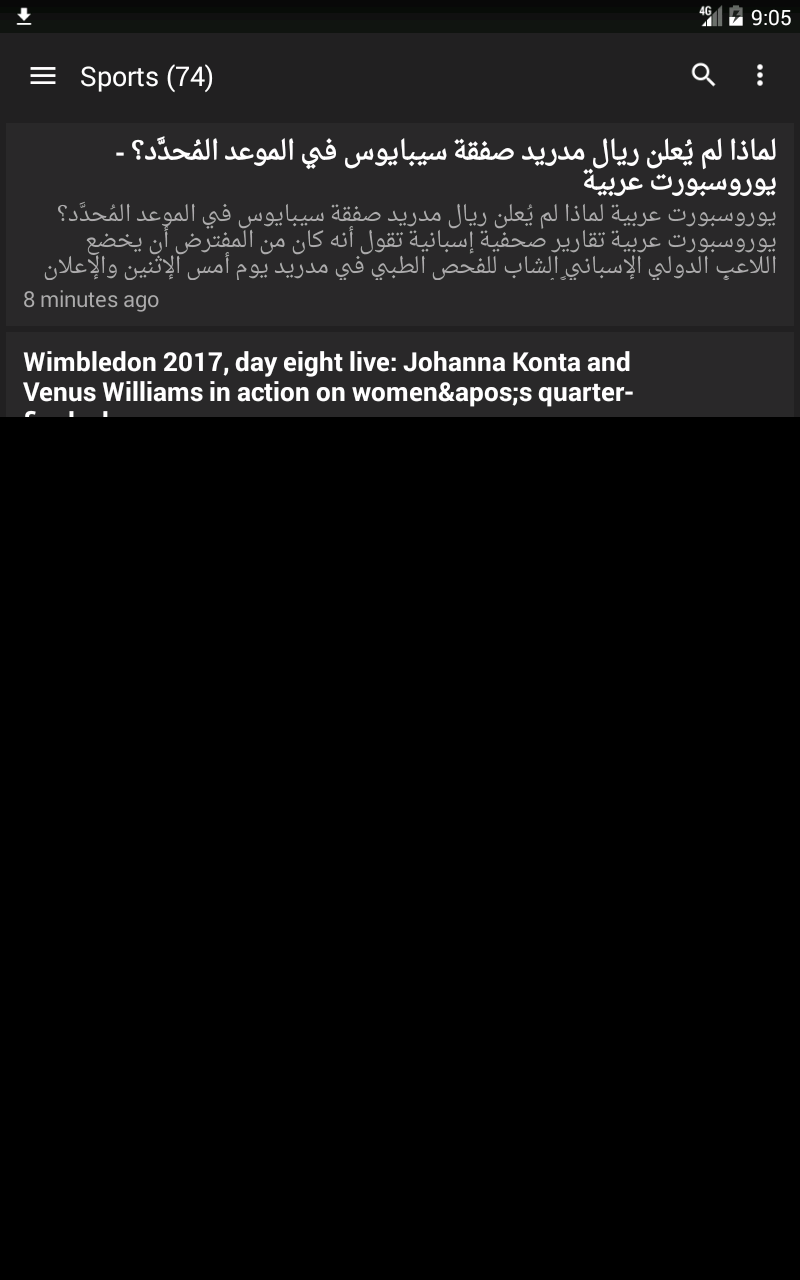 4G 9:05
Sports (74)
لماذا لم يُعلن ريال مدريد صفقة سيبايوس في الموعد المُحدَّد؟ -
يوروسبورت عربية
يوروسبورت عربية لماذا لم يُعلن ريال مدريد صفقة سيبايوس في الموعد المُحدَّد؟
يوروسبورت عربية تقارير صحفية إسبانية تقول أنه كان من المفترض أن يخضع
اللاعب الدولي الإسباني الشاب للفحص الطبي في مدريد يوم أمس الإثنين والإعلان
8 minutes ago
Wimbledon 2017, day eight live: Johanna Konta and
Venus Williams in action on women&apos;s quarter-